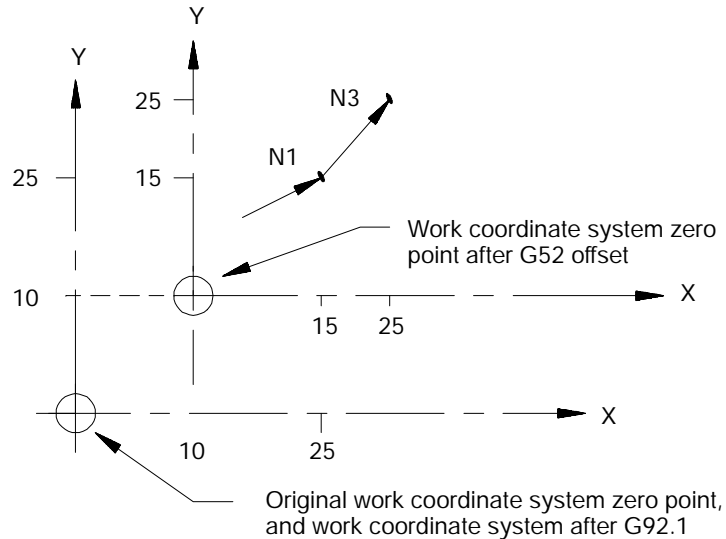 Y
Y
25
N3
N1
25
15
Work coordinate system zero
point after G52 offset
10
X
15
25
X
10
25
Original work coordinate system zero point,
and work coordinate system after G92.1